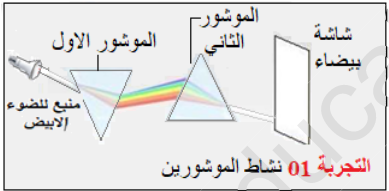 الموشور
الثاني
شاشة
بيضاء
الموشور الاول
منبع للضوء
الابيض
التجربة 01 نشاط الموشورين